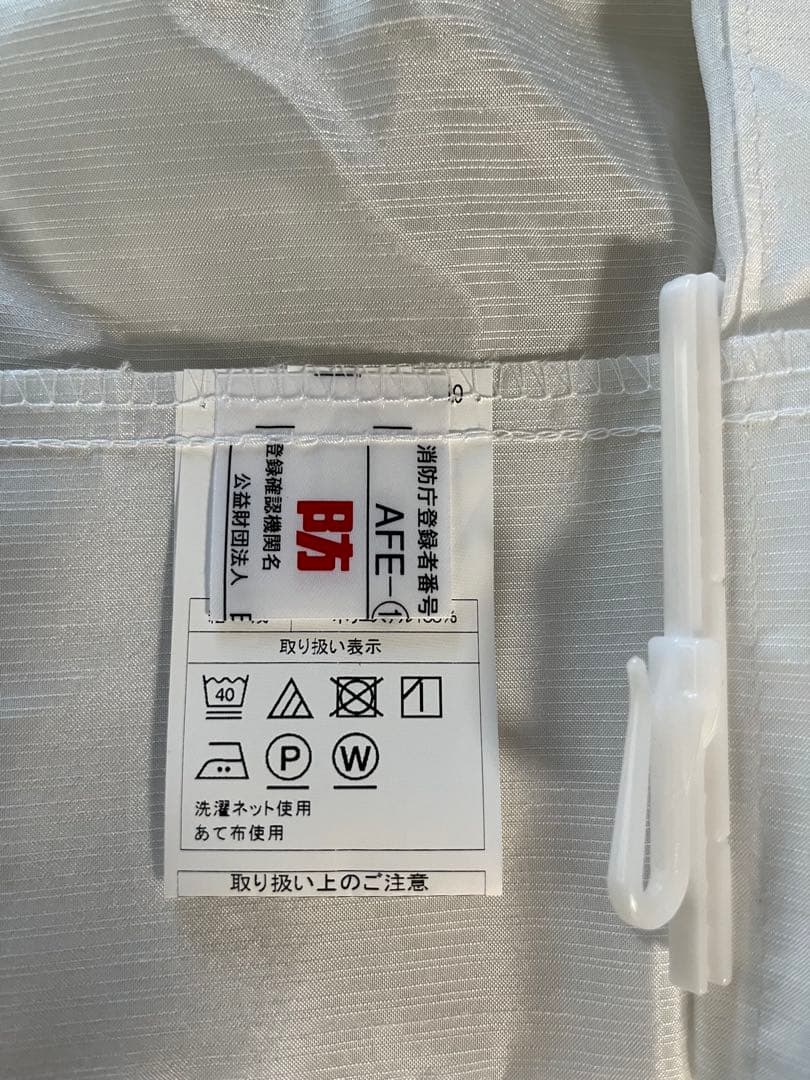 消防庁登録者番号
AFE-①
防
登録確認機関名
公益財団法人
100%
取り扱い表示
40
P W
洗濯ネット使用
あて布使用
取り扱い上のご注意